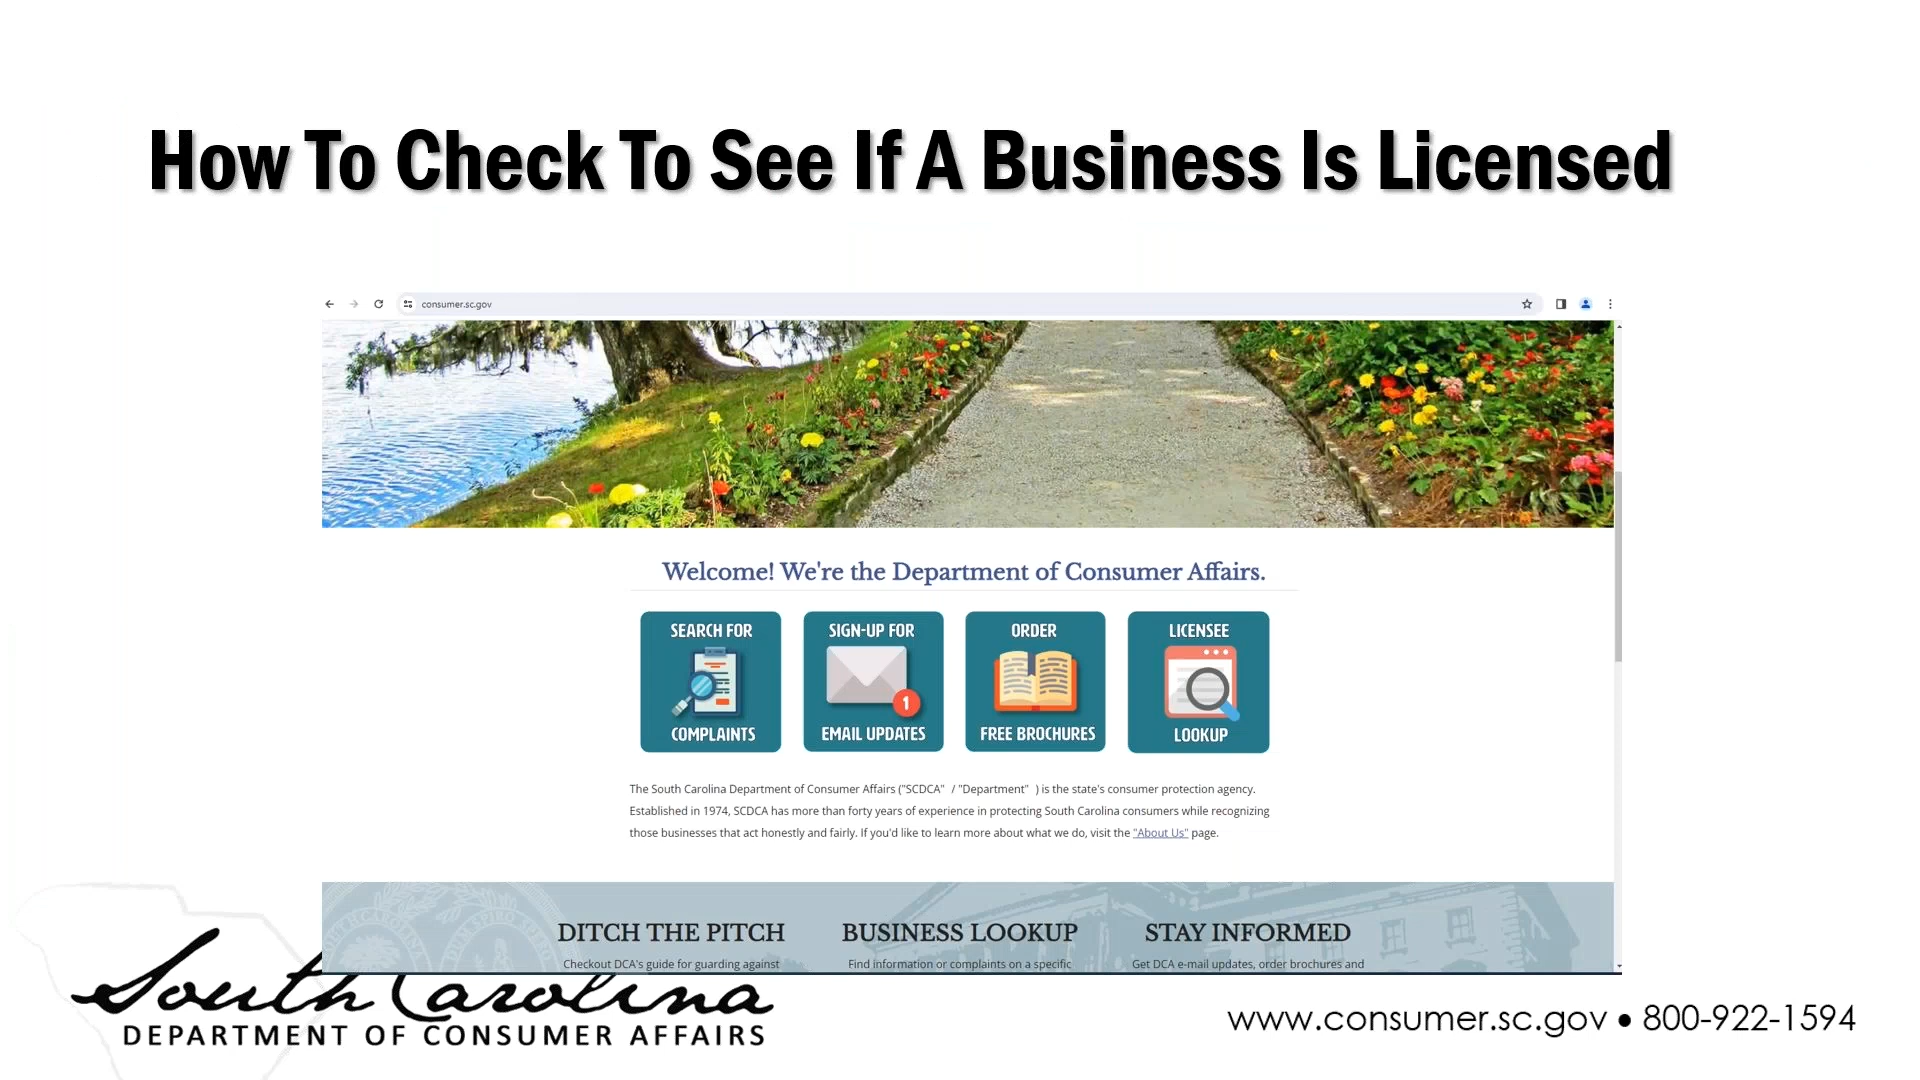 How To Check To See If A Business Is Licensed
consumer.sc.gov
Welcome! We're the Department of Consumer Affairs.
SEARCH FOR
COMPLAINTS
SIGN-UP FOR
1
EMAIL UPDATES
ORDER
FREE BROCHURES
LICENSEE
LOOKUP
The South Carolina Department of Consumer Affairs ("SCDCA" / "Department" ) is the state's consumer protection agency.
Established in 1974, SCDCA has more than forty years of experience in protecting South Carolina consumers while recognizing
those businesses that act honestly and fairly. If you'd like to learn more about what we do, visit the "About Us" page.
DITCH THE PITCH
Checkout DCA's guide for guarding against
BUSINESS LOOKUP
Find information or complaints on a specific
STAY INFORMED
Get DCA e-mail updates, order brochures and
South Carolina
DEPARTMENT OF CONSUMER AFFAIRS
www.consumer.sc.gov • 800-922-1594